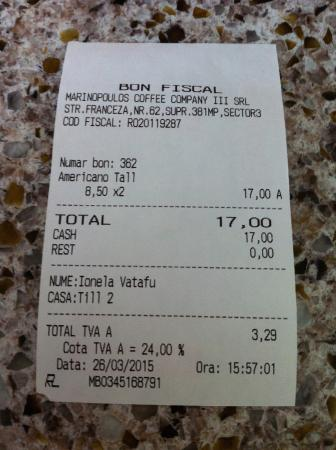 BON FISCAL
MARINOPOULOS COFFEE COMPANY III SRL
STR.FRANCEZA,NR.62,SUPR.381MP,SECTOR3
COD FISCAL: RO20119287
Numar bon: 362
Americano Tall
8,50 x2 17,00 A
TOTAL 17,00
CASH 17,00
REST 0,00
NUME:Ionela Vatafu
CASA:Till 2
TOTAL TVA A 3,29
Cota TVA A = 24,00 %
Data: 26/03/2015 Ora: 15:57:01
MB0345168791